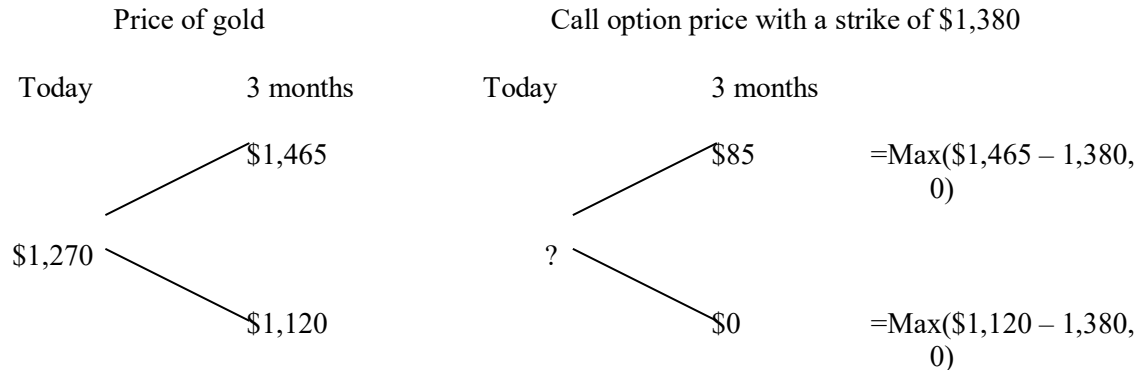 Price of gold Call option price with a strike of $1,380
Today 3 months Today 3 months
$1,465 $85 =Max($1,465 – 1,380,
0)
$1,270 ?
$1,120 $0 =Max($1,120 – 1,380,
0)